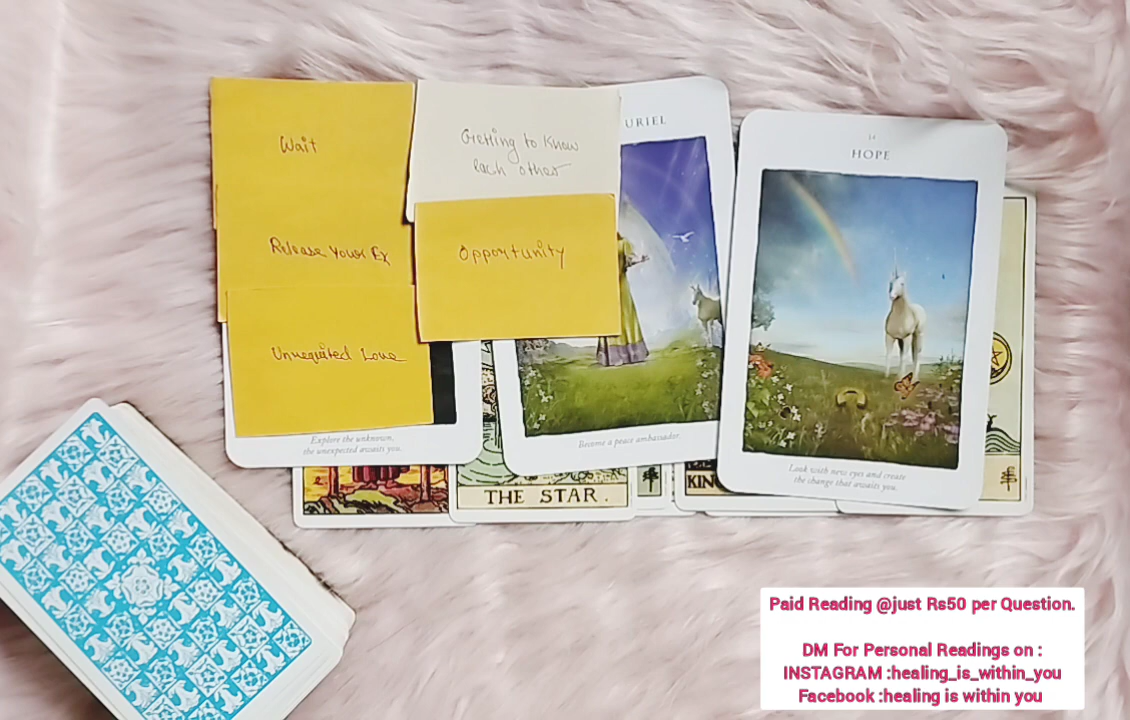 Wait
Release Your Ex
Unrequited Love
Getting to Know
each other
Opportunity
URIEL
14
HOPE
Explore the unknown,
the unexpected awaits you.
Become a peace ambassador.
Look with new eyes and create
the change that awaits you.
THE STAR.
KING
Paid Reading @just Rs50 per Question.
DM For Personal Readings on :
INSTAGRAM :healing_is_within_you
Facebook :healing is within you